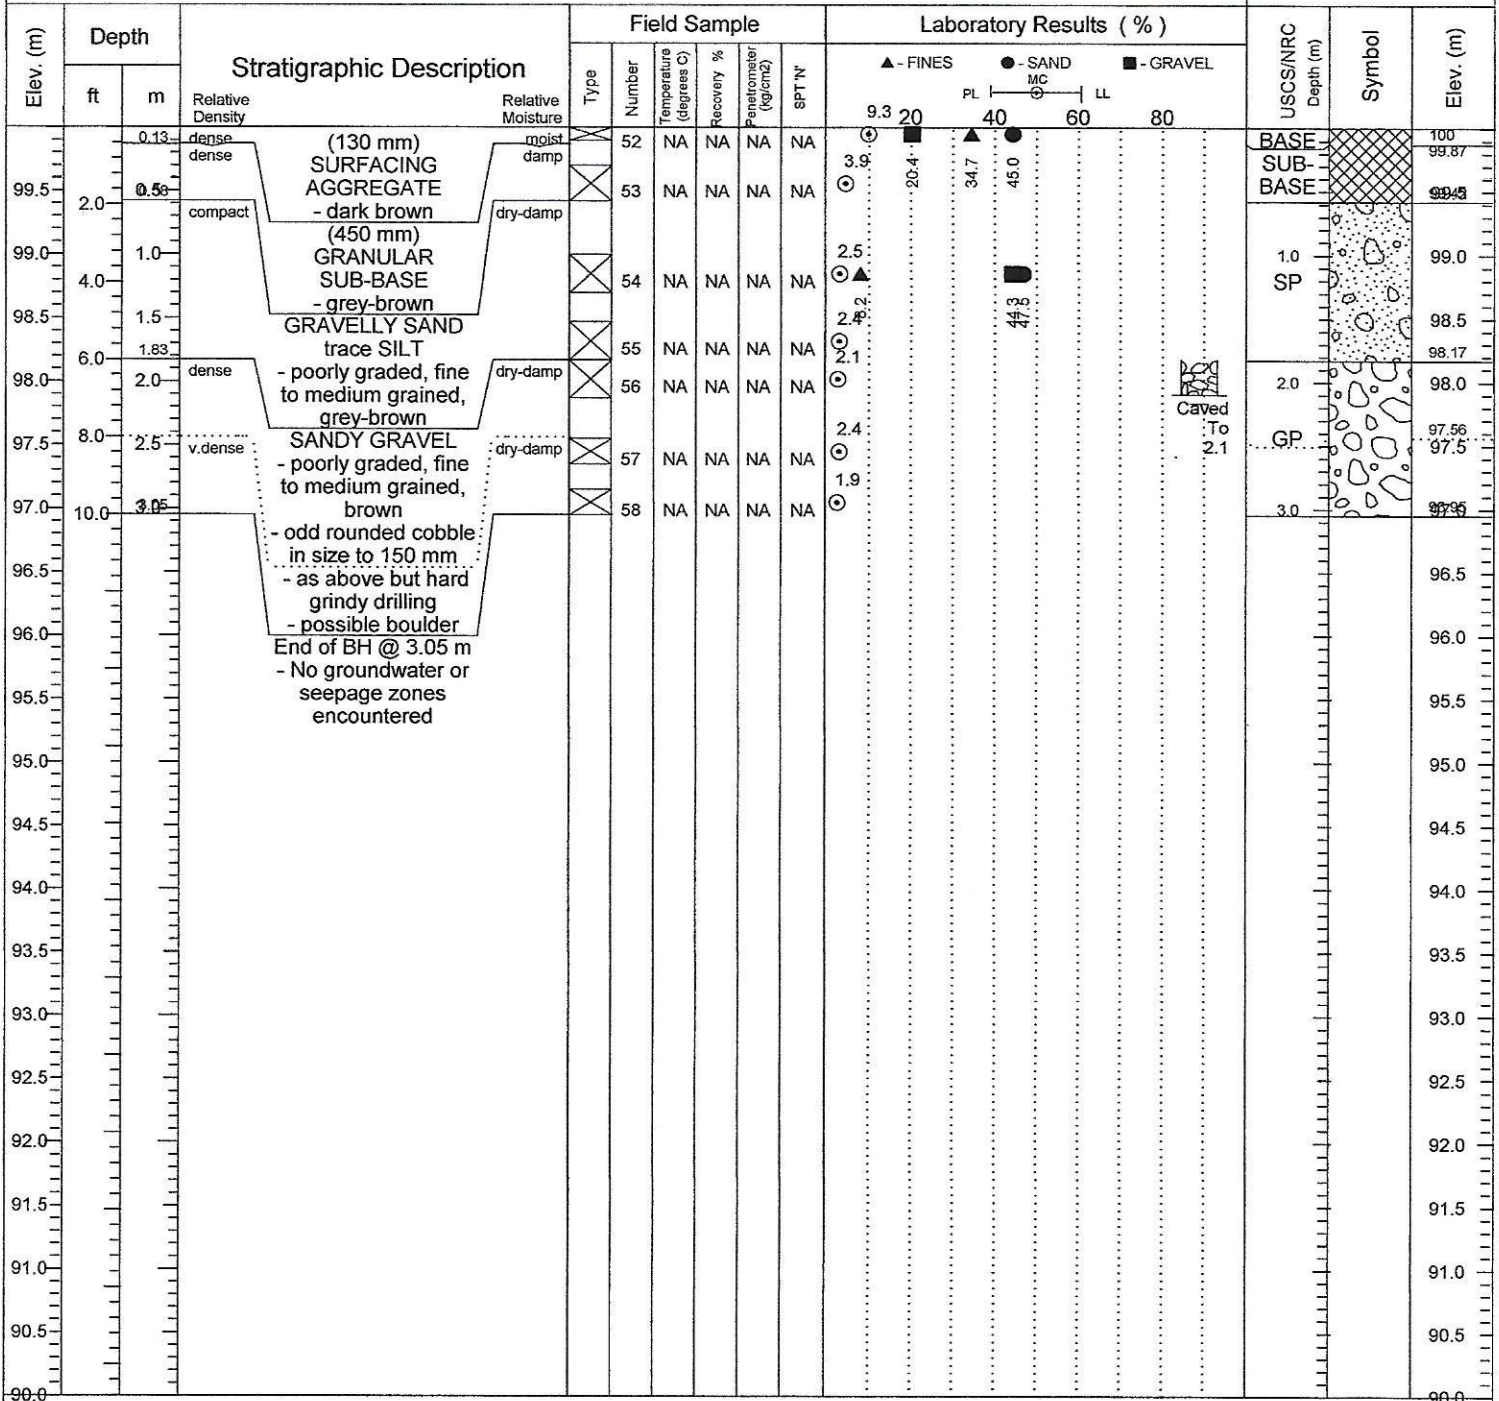 Elev. (m)
Depth
ft
m
Stratigraphic Description
Relative Density
Relative Moisture
Field Sample
Type
Number
Temperature (degrees C)
Recovery %
Penetrometer (kg/cm2)
SPT 'N'
Laboratory Results ( % )
▲ - FINES ● - SAND ■ - GRAVEL
PL MC LL
20 40 60 80
USCS/NRC
Depth (m)
Symbol
Elev. (m)
0.13 dense (130 mm) moist 52 NA NA NA NA 9.3 20.4 34.7 45.0 BASE 100
dense SURFACING damp 99.87
99.5 AGGREGATE 53 NA NA NA NA 3.9 SUB-BASE
2.0 - dark brown
compact (450 mm) dry-damp
99.0 1.0 GRANULAR 1.0 99.0
4.0 SUB-BASE 54 NA NA NA NA 2.5 44.3 47.5 SP
- grey-brown
98.5 1.5 GRAVELLY SAND 98.5
trace SILT 55 NA NA NA NA 2.4
6.0 1.83 98.17
dense - poorly graded, fine dry-damp
98.0 2.0 to medium grained, 56 NA NA NA NA 2.1 2.0 98.0
grey-brown
Caved
To
2.1
8.0 SANDY GRAVEL 97.56
97.5 2.5 v.dense - poorly graded, fine dry-damp 57 NA NA NA NA 2.4 GP 97.5
to medium grained,
97.0 10.0 3.05 brown 58 NA NA NA NA 1.9 3.0
- odd rounded cobble
in size to 150 mm
96.5 - as above but hard 96.5
grindy drilling
- possible boulder
96.0 96.0
End of BH @ 3.05 m
- No groundwater or
seepage zones
encountered
95.5 95.5
95.0 95.0
94.5 94.5
94.0 94.0
93.5 93.5
93.0 93.0
92.5 92.5
92.0 92.0
91.5 91.5
91.0 91.0
90.5 90.5
90.0 90.0